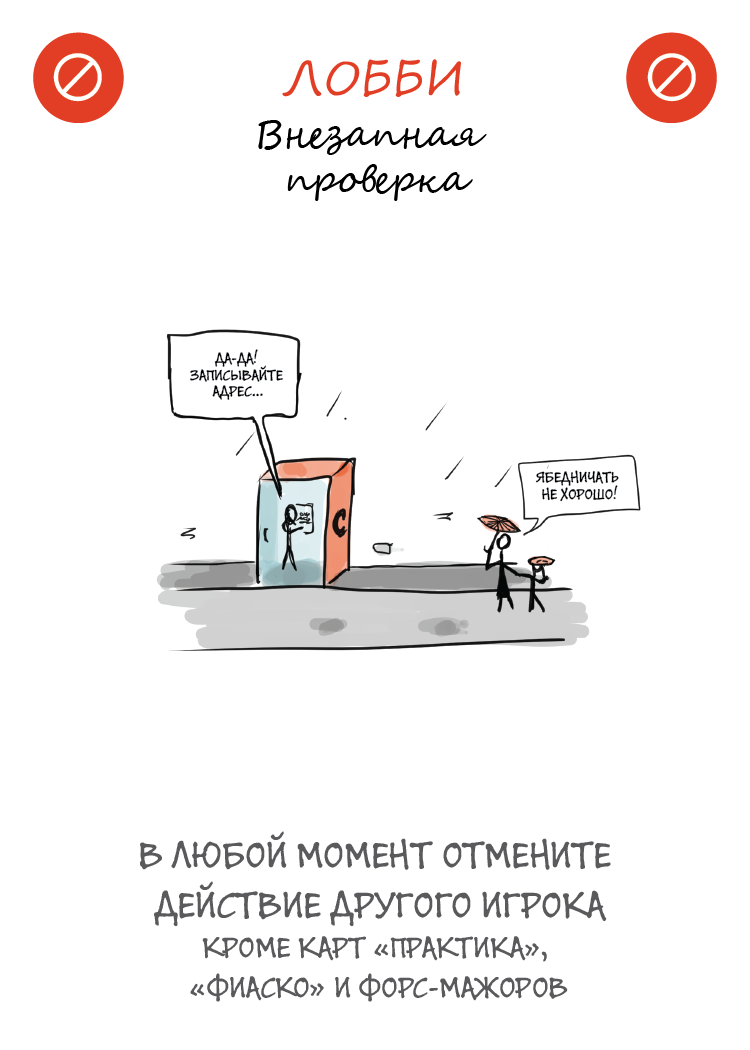 ЛОББИ
Внезапная
проверка
ДА-ДА!
ЗАПИСЫВАЙТЕ
АДРЕС...
ЯБЕДНИЧАТЬ
НЕ ХОРОШО!
С
В ЛЮБОЙ МОМЕНТ ОТМЕНИТЕ
ДЕЙСТВИЕ ДРУГОГО ИГРОКА
КРОМЕ КАРТ «ПРАКТИКА»,
«ФИАСКО» И ФОРС-МАЖОРОВ